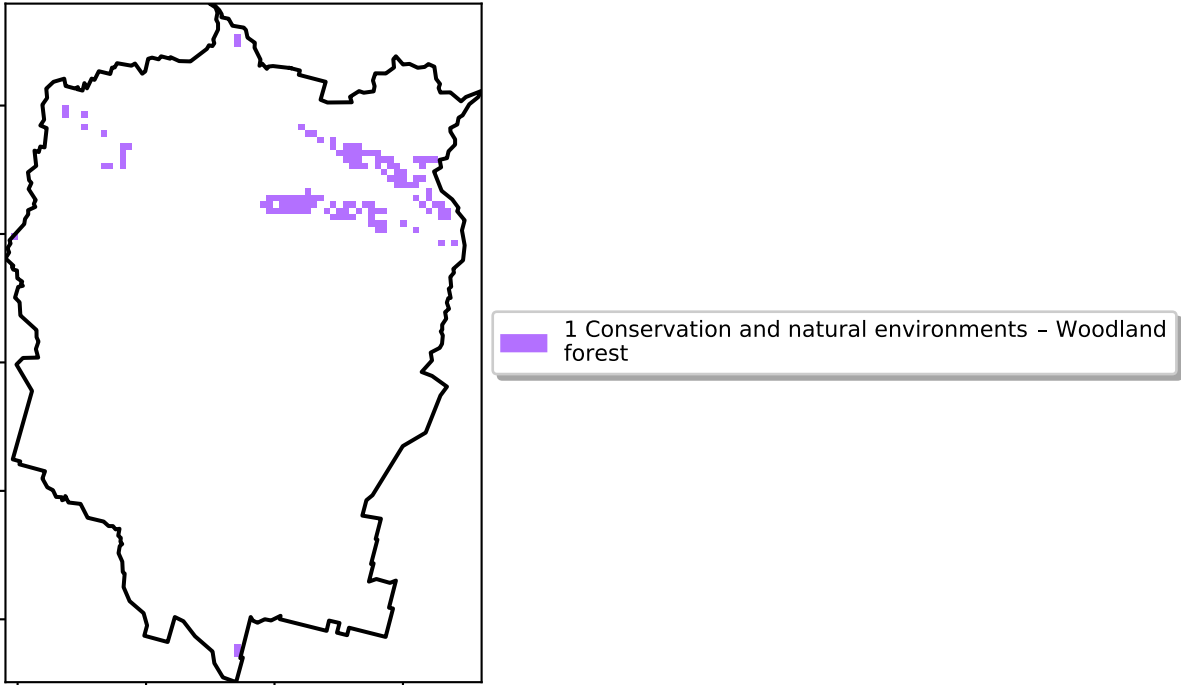 1 Conservation and natural environments – Woodland
forest